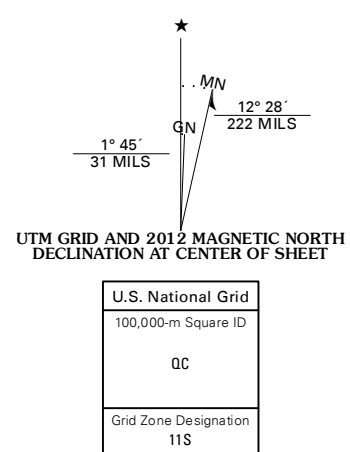 ★
MN
GN
12° 28´
222 MILS
1° 45´
31 MILS
UTM GRID AND 2012 MAGNETIC NORTH
DECLINATION AT CENTER OF SHEET
U.S. National Grid
100,000-m Square ID
QC
Grid Zone Designation
11S